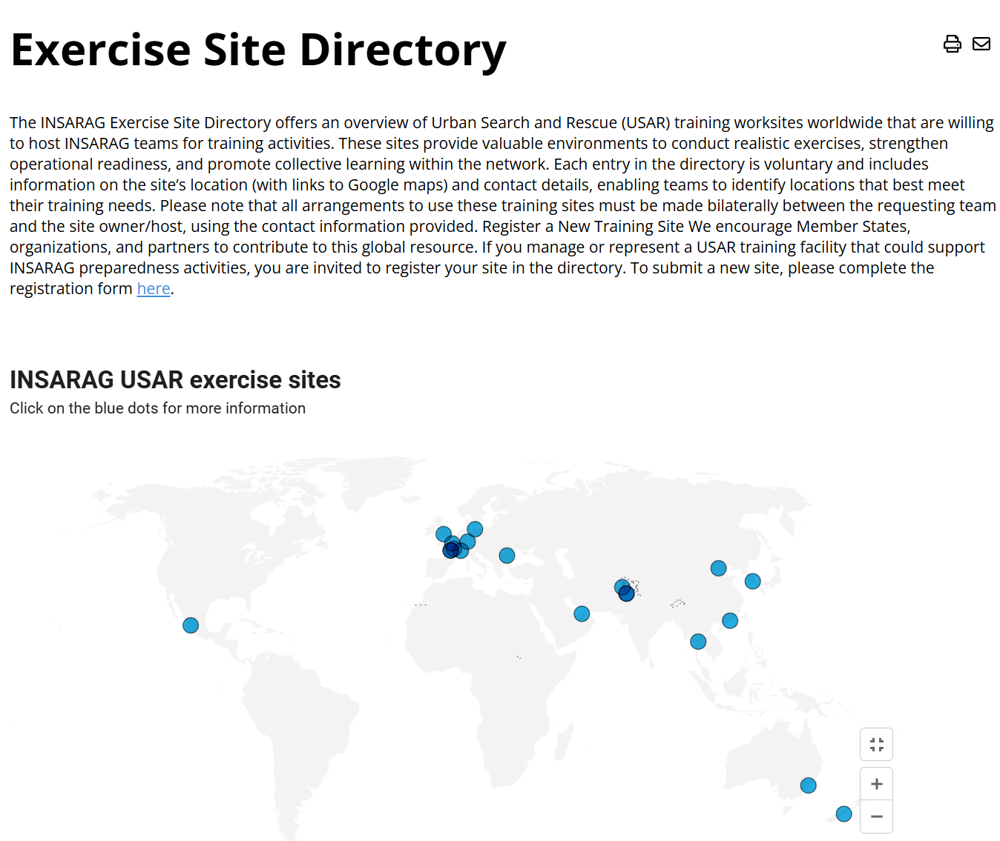 Exercise Site Directory
The INSARAG Exercise Site Directory offers an overview of Urban Search and Rescue (USAR) training worksites worldwide that are willing
to host INSARAG teams for training activities. These sites provide valuable environments to conduct realistic exercises, strengthen
operational readiness, and promote collective learning within the network. Each entry in the directory is voluntary and includes
information on the site’s location (with links to Google maps) and contact details, enabling teams to identify locations that best meet
their training needs. Please note that all arrangements to use these training sites must be made bilaterally between the requesting team
and the site owner/host, using the contact information provided. Register a New Training Site We encourage Member States,
organizations, and partners to contribute to this global resource. If you manage or represent a USAR training facility that could support
INSARAG preparedness activities, you are invited to register your site in the directory. To submit a new site, please complete the
registration form here.
INSARAG USAR exercise sites
Click on the blue dots for more information